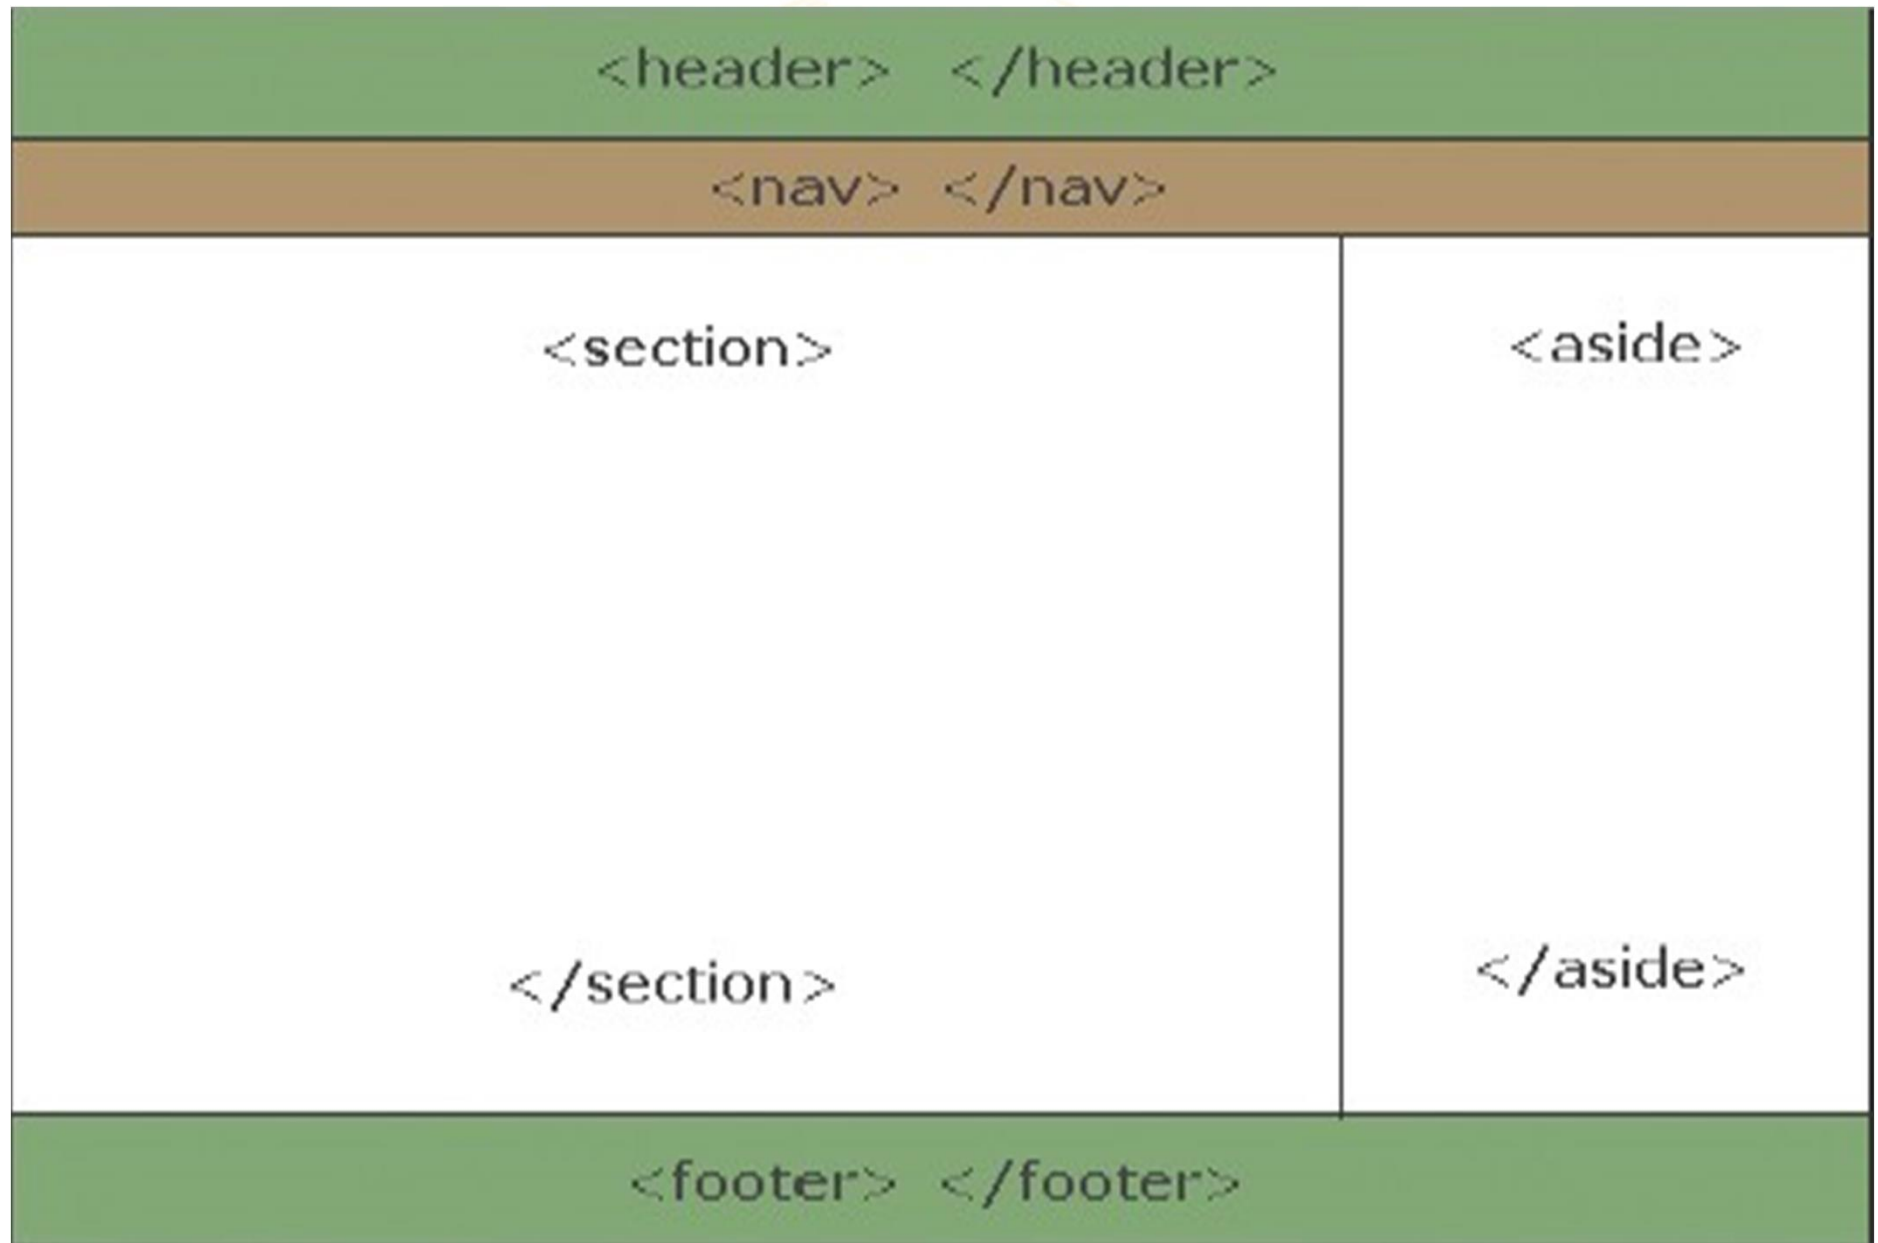 <header> </header>
<nav> </nav>
<section>
</section>
<aside>
</aside>
<footer> </footer>